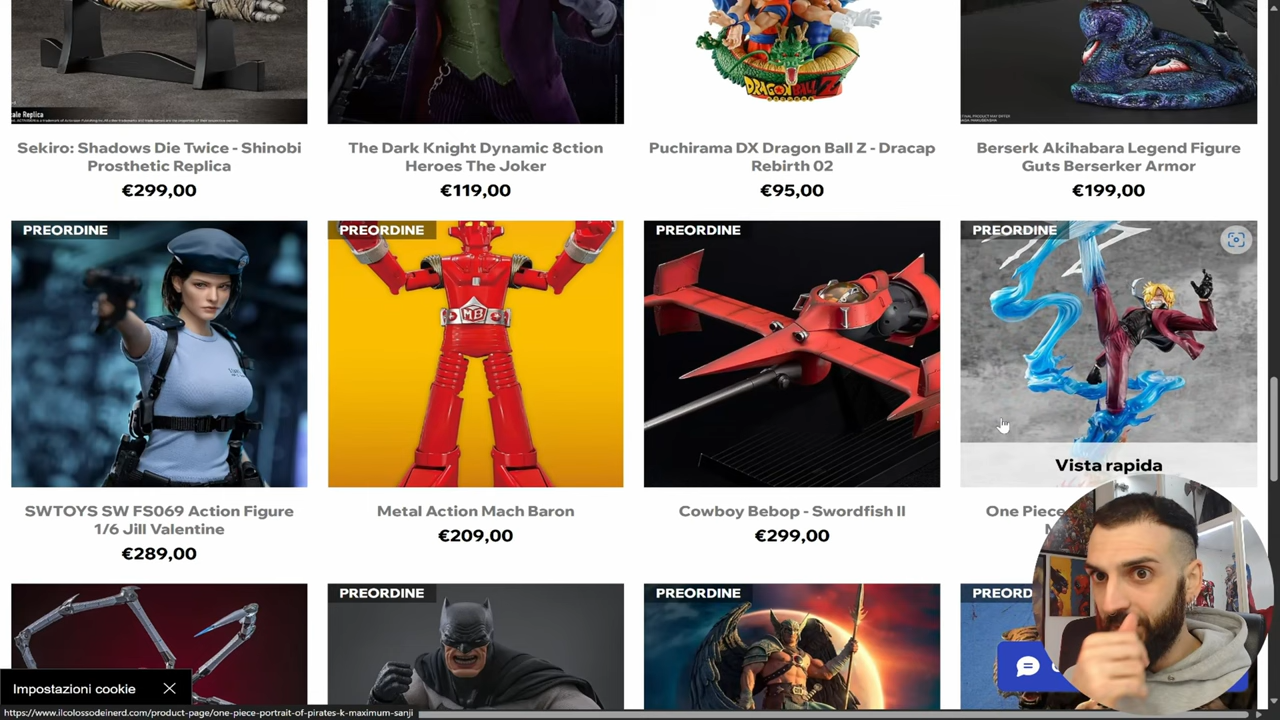 scale Replica
Sekiro: Shadows Die Twice - Shinobi
Prosthetic Replica
€299,00
The Dark Knight Dynamic 8ction
Heroes The Joker
€119,00
DRAGONBALL Z
Puchirama DX Dragon Ball Z - Dracap
Rebirth 02
€95,00
Berserk Akihabara Legend Figure
Guts Berserker Armor
€199,00
PREORDINE
PREORDINE
PREORDINE
PREORDINE
MB
Vista rapida
SWTOYS SW FS069 Action Figure
1/6 Jill Valentine
€289,00
Metal Action Mach Baron
€209,00
Cowboy Bebop - Swordfish II
€299,00
One Piece
PREORDINE
PREORDINE
PREORD
Impostazioni cookie
https://www.ilcolossodeinerd.com/product-page/one-piece-portrait-of-pirates-k-maximum-sanji